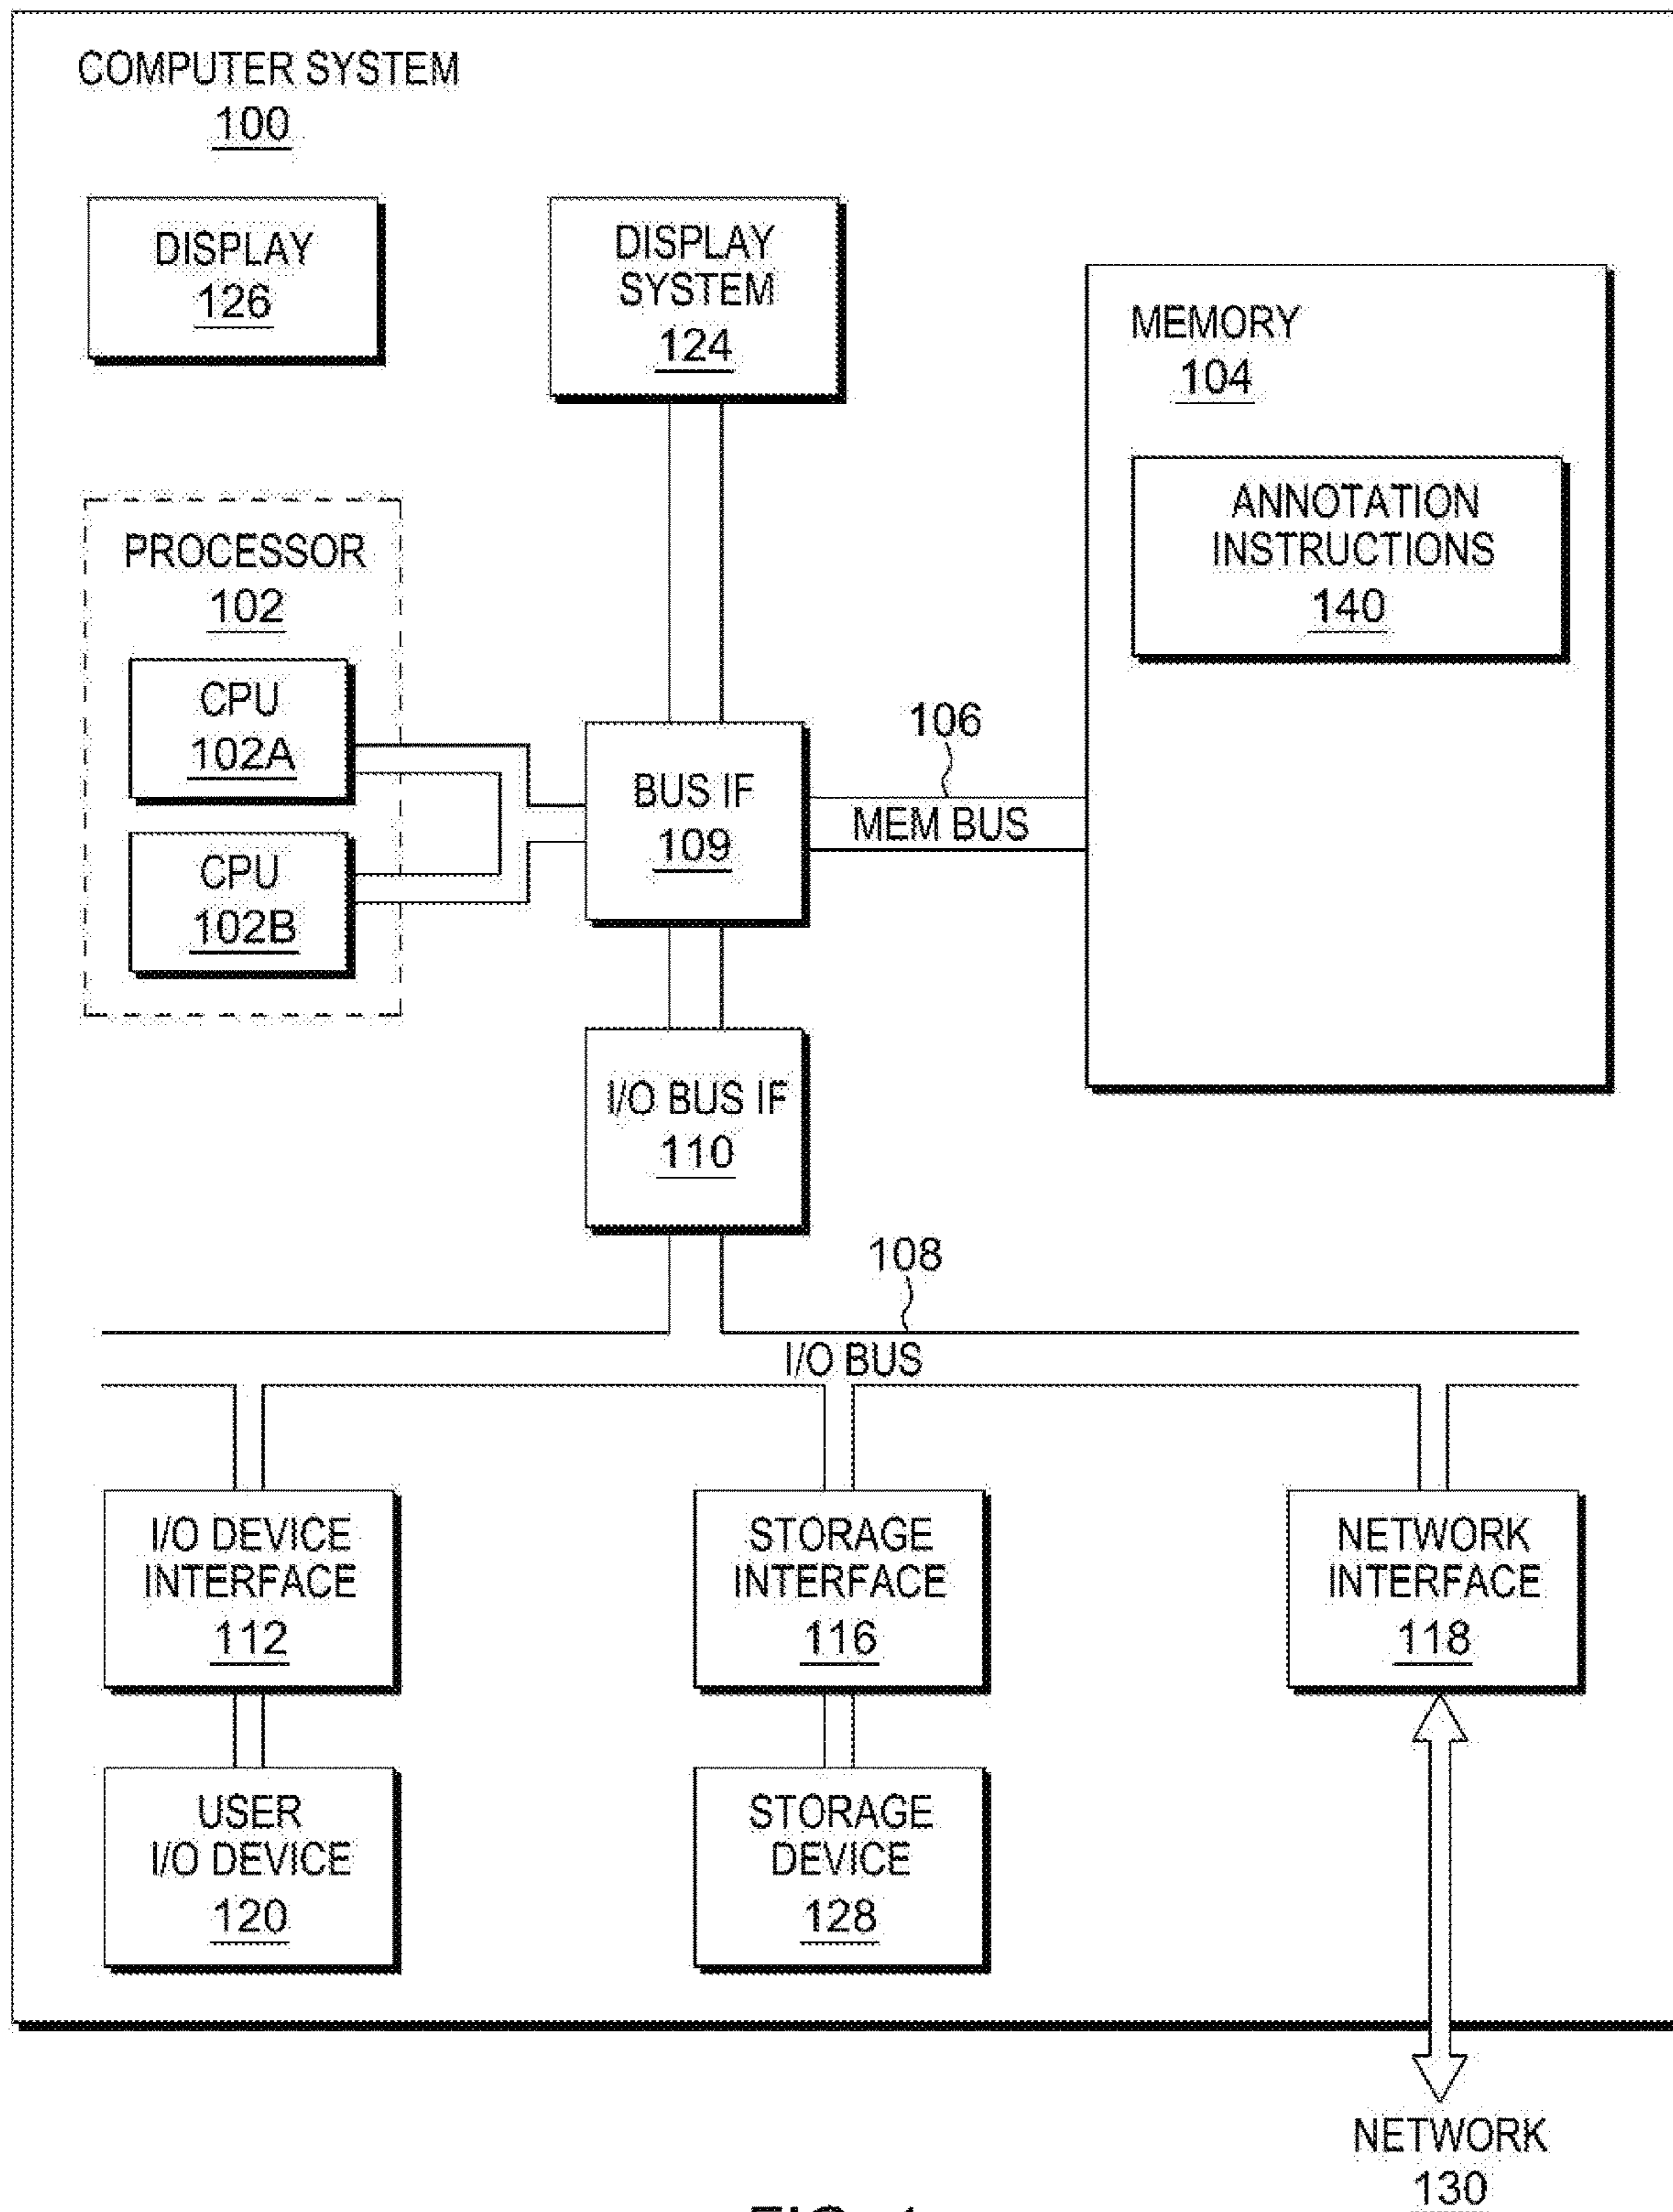 COMPUTER SYSTEM
100
DISPLAY
126
DISPLAY
SYSTEM
124
MEMORY
104
ANNOTATION
INSTRUCTIONS
140
PROCESSOR
102
CPU
102A
CPU
102B
BUS IF
109
106
MEM BUS
I/O BUS IF
110
108
I/O BUS
I/O DEVICE
INTERFACE
112
STORAGE
INTERFACE
116
NETWORK
INTERFACE
118
USER
I/O DEVICE
120
STORAGE
DEVICE
128
NETWORK
130